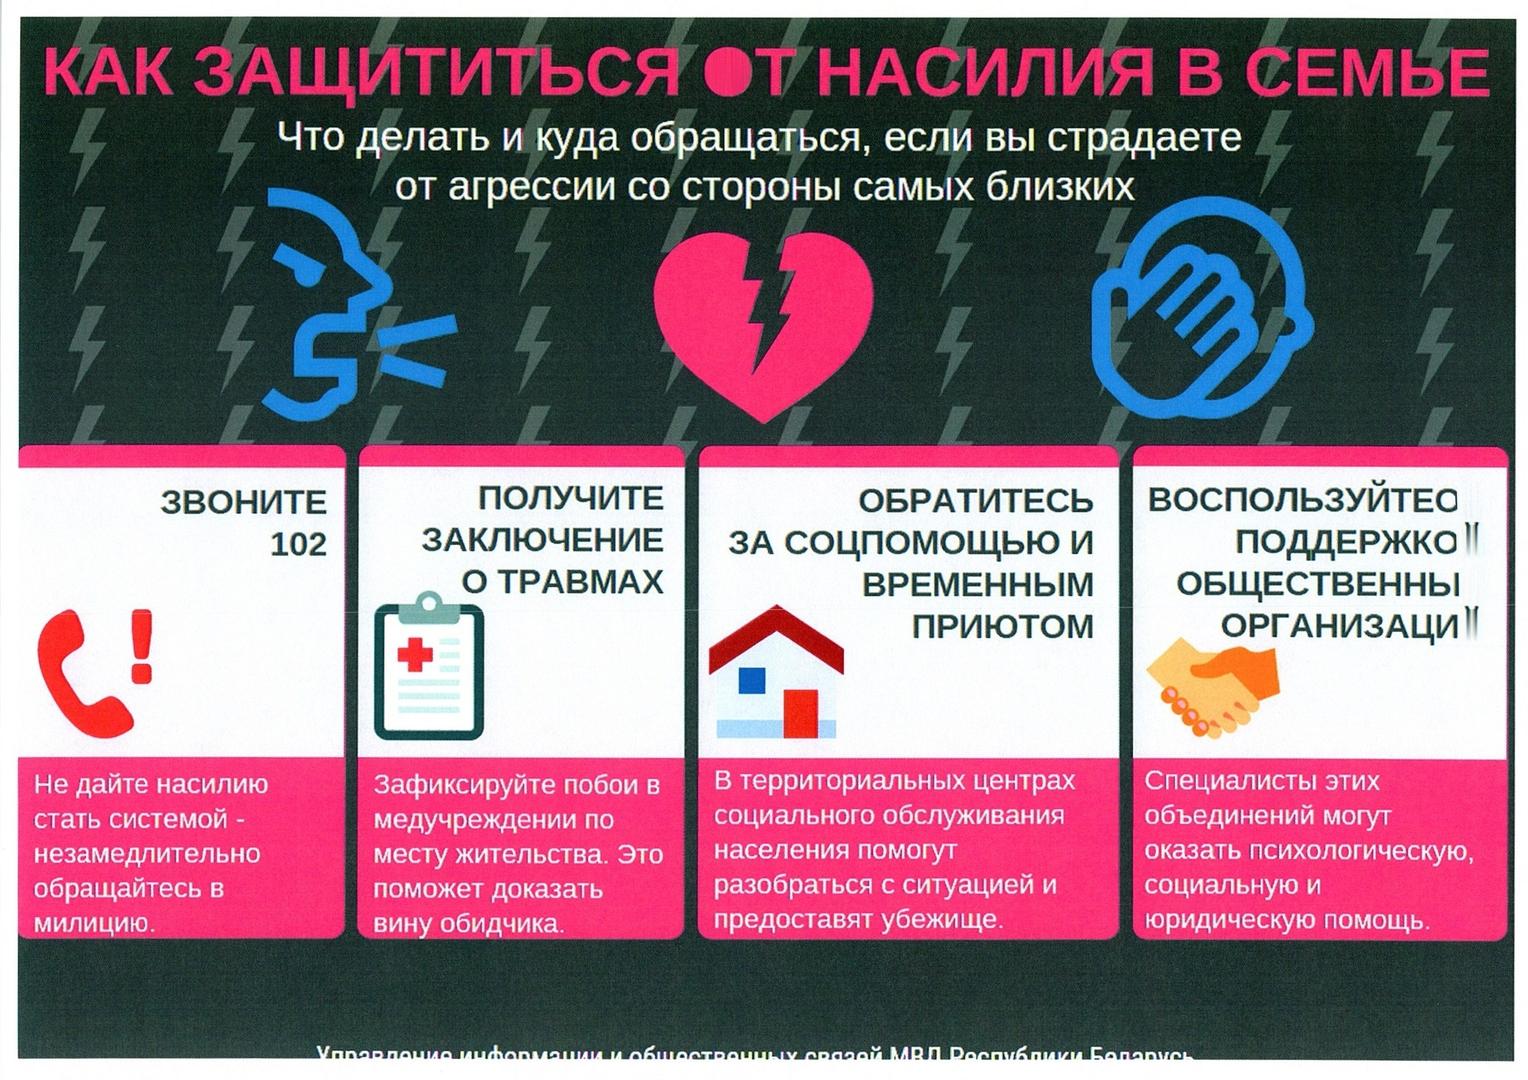 КАК ЗАЩИТИТЬСЯ ОТ НАСИЛИЯ В СЕМЬЕ
Что делать и куда обращаться, если вы страдаете
от агрессии со стороны самых близких
ЗВОНИТЕ
102
Не дайте насилию
стать системой -
незамедлительно
обращайтесь в
милицию.
ПОЛУЧИТЕ
ЗАКЛЮЧЕНИЕ
О ТРАВМАХ
Зафиксируйте побои в
медучреждении по
месту жительства. Это
поможет доказать
вину обидчика.
ОБРАТИТЕСЬ
ЗА СОЦПОМОЩЬЮ И
ВРЕМЕННЫМ
ПРИЮТОМ
В территориальных центрах
социального обслуживания
населения помогут
разобраться с ситуацией и
предоставят убежище.
ВОСПОЛЬЗУЙТЕС
ПОДДЕРЖКО
ОБЩЕСТВЕННЫ
ОРГАНИЗАЦИ
Специалисты этих
объединений могут
оказать психологическую,
социальную и
юридическую помощь.
Управление информации и общественных связей МВД Республики Беларусь